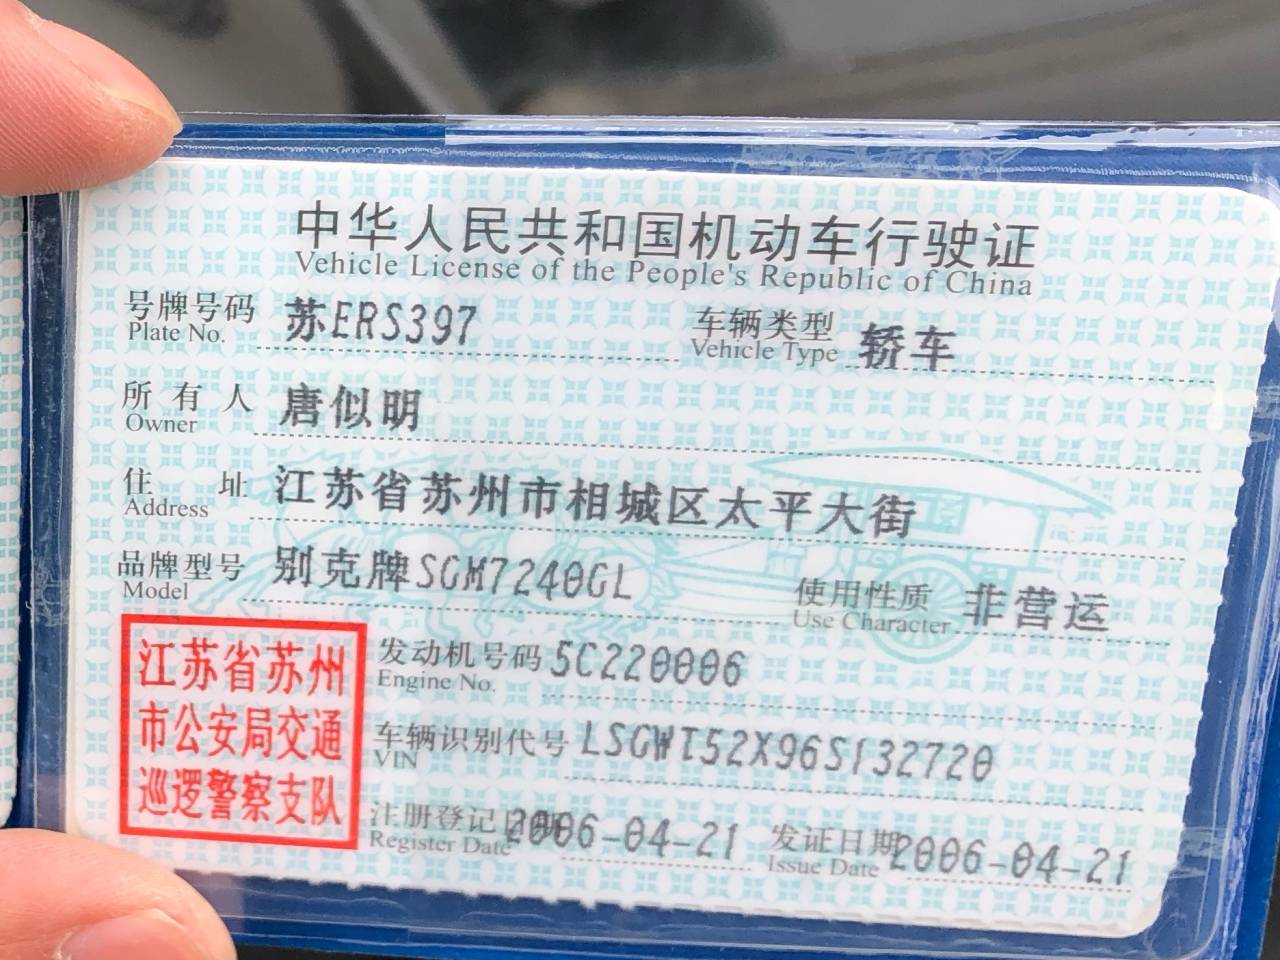 中华人民共和国机动车行驶证
Vehicle License of the People's Republic of China
号牌号码 苏ERS397 车辆类型 轿车
Plate No. Vehicle Type
所有人 唐似明
Owner
住址 江苏省苏州市相城区太平大街
Address
品牌型号 别克牌SGM7240GL 使用性质 非营运
Model Use Character
江苏省苏州
市公安局交通
巡逻警察支队
发动机号码 5C220006
Engine No.
车辆识别代号 LSGWT52X96S132720
VIN
注册登记日期 2006-04-21 发证日期 2006-04-21
Register Date Issue Date